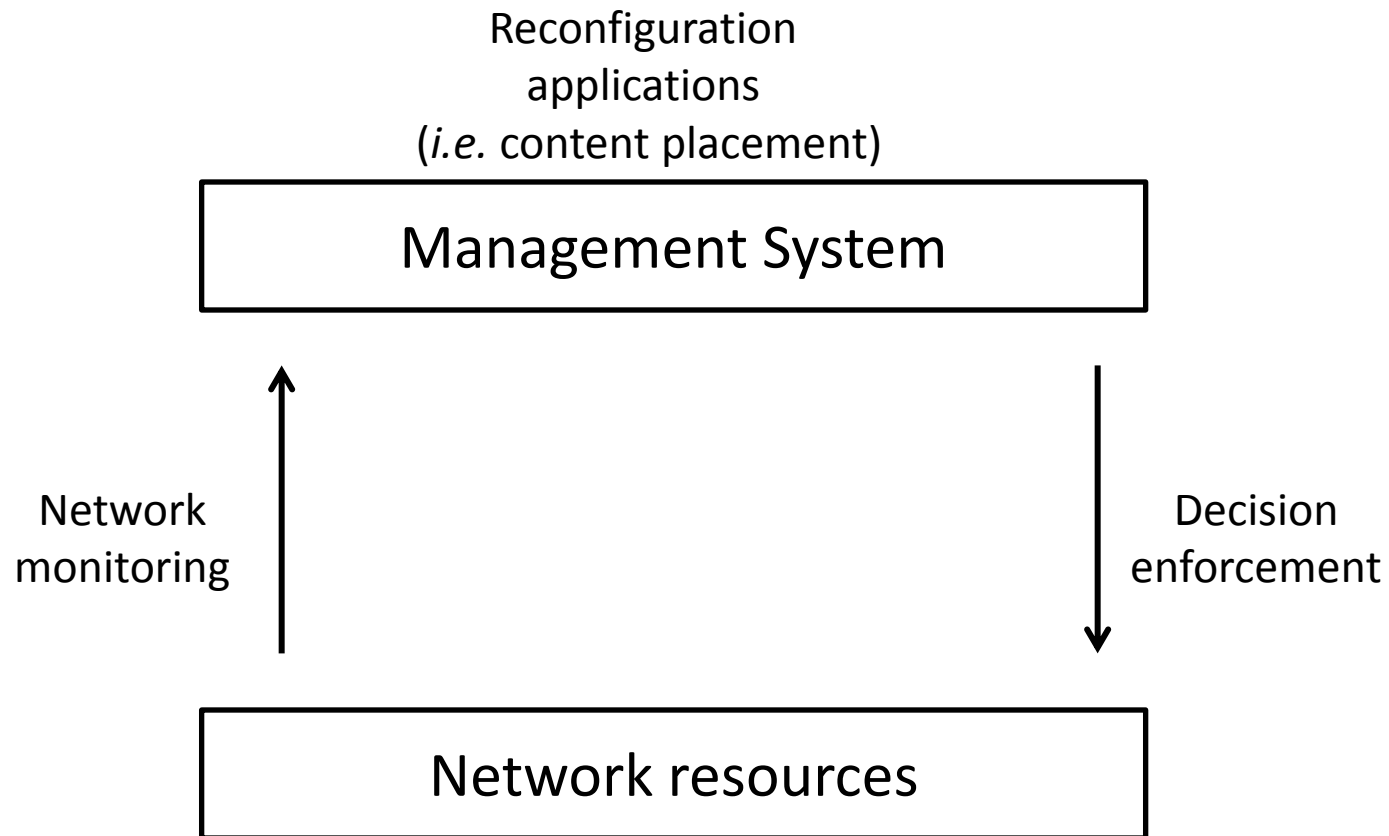 Reconfiguration
applications
(i.e. content placement)
Management System
Network
monitoring
Decision
enforcement
Network resources